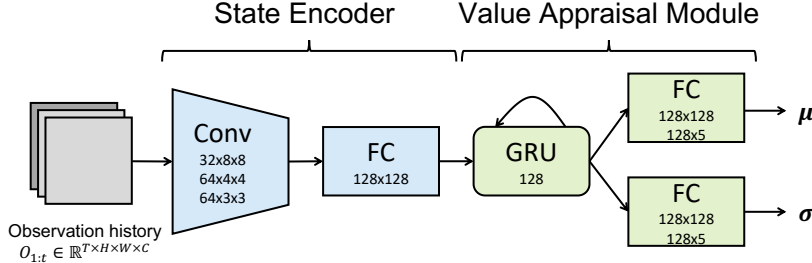 State Encoder
Value Appraisal Module
Conv
32x8x8
64x4x4
64x3x3
FC
128x128
GRU
128
FC
128x128
128x5
μ
FC
128x128
128x5
σ
Observation history
O₁:ₜ ∈ ℝᵀˣᴴˣᵂˣᶜ